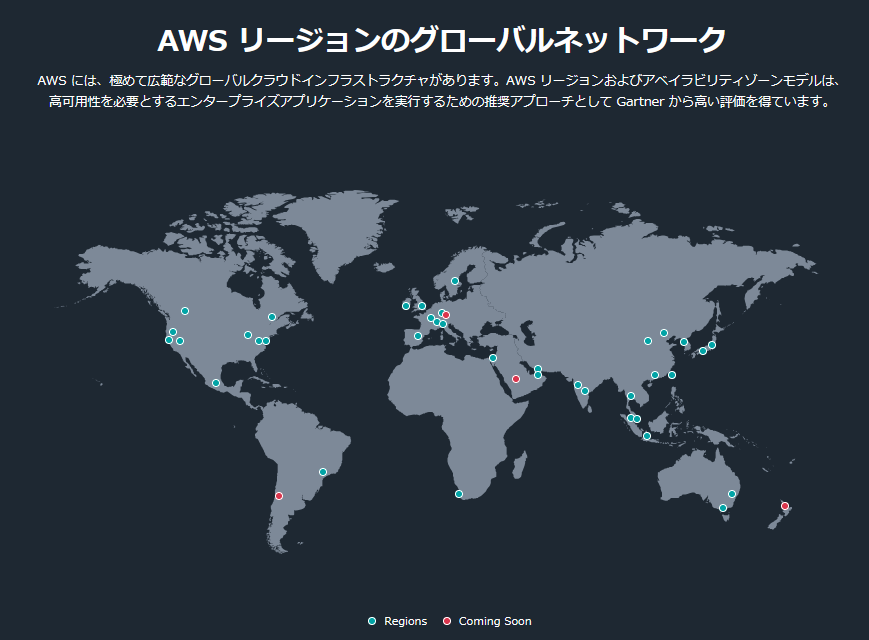 AWS リージョンのグローバルネットワーク
AWS には、極めて広範なグローバルクラウドインフラストラクチャがあります。AWS リージョンおよびアベイラビリティゾーンモデルは、
高可用性を必要とするエンタープライズアプリケーションを実行するための推奨アプローチとして Gartner から高い評価を得ています。
Regions Coming Soon